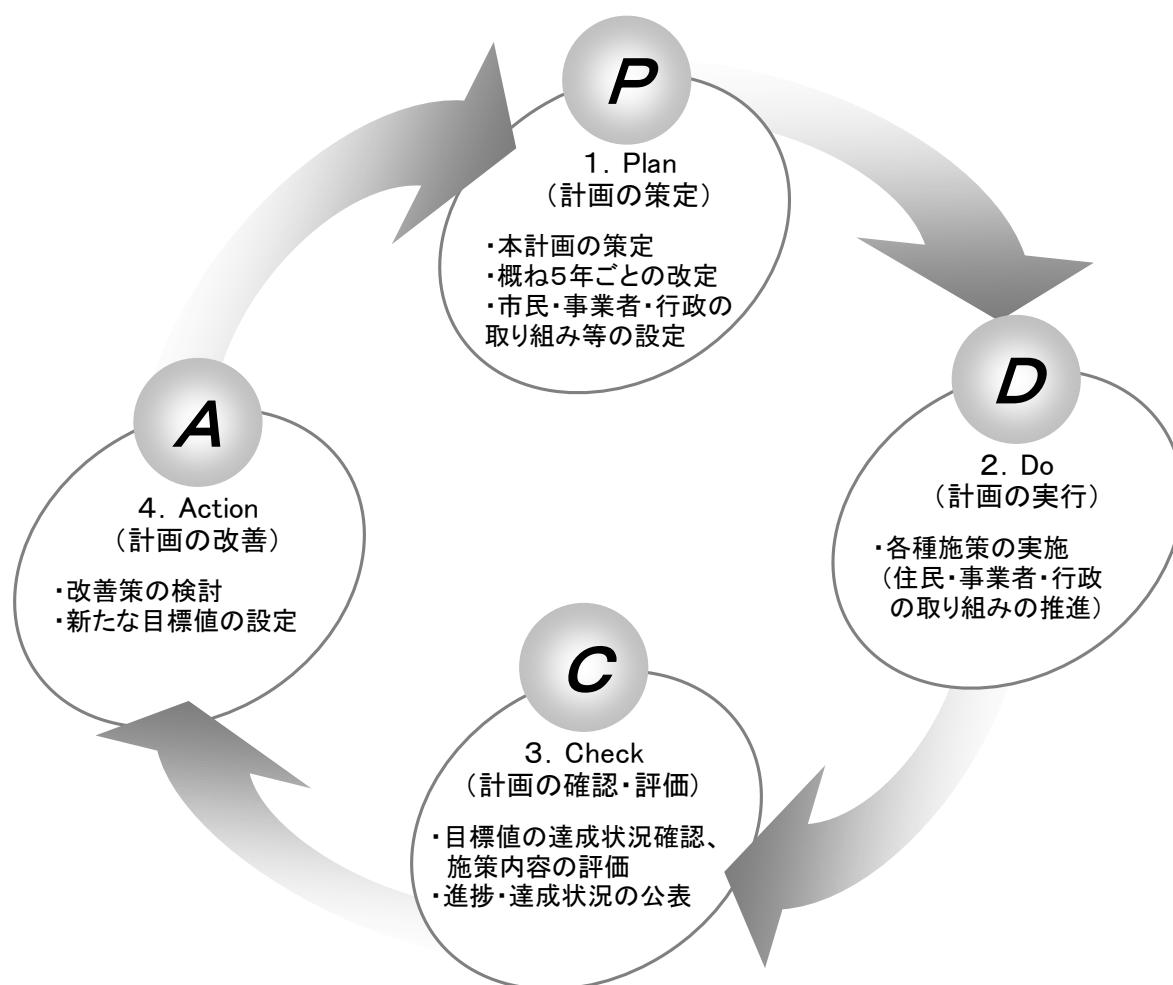 P
1．Plan
（計画の策定）
・本計画の策定
・概ね５年ごとの改定
・市民・事業者・行政の
取り組み等の設定
D
2．Do
（計画の実行）
・各種施策の実施
（住民・事業者・行政
の取り組みの推進）
C
3．Check
（計画の確認・評価）
・目標値の達成状況確認、
施策内容の評価
・進捗・達成状況の公表
A
4．Action
（計画の改善）
・改善策の検討
・新たな目標値の設定